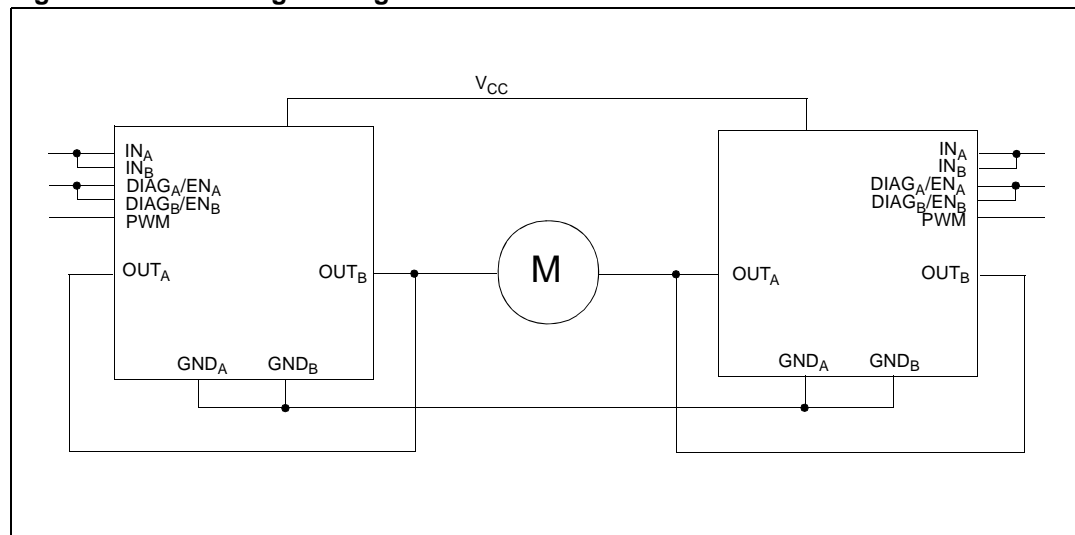 V_CC
IN_A
IN_B
DIAG_A/EN_A
DIAG_B/EN_B
PWM
OUT_A
OUT_B
GND_A GND_B
M
IN_A
IN_B
DIAG_A/EN_A
DIAG_B/EN_B
PWM
OUT_A
OUT_B
GND_A GND_B